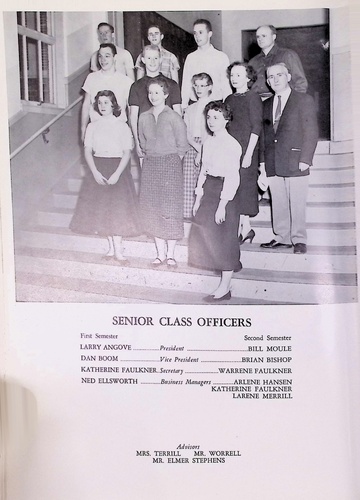 SENIOR CLASS OFFICERS
First Semester Second Semester
LARRY ANGOVE ........President ........................BILL MOULE
DAN BOOM ............Vice President .....................BRIAN BISHOP
KATHERINE FAULKNER..Secretary ..........WARRENE FAULKNER
NED ELLSWORTH ........Business Managers ........ARLENE HANSEN
KATHERINE FAULKNER
LARENE MERRILL
Advisors
MRS. TERRILL MR. WORRELL
MR. ELMER STEPHENS